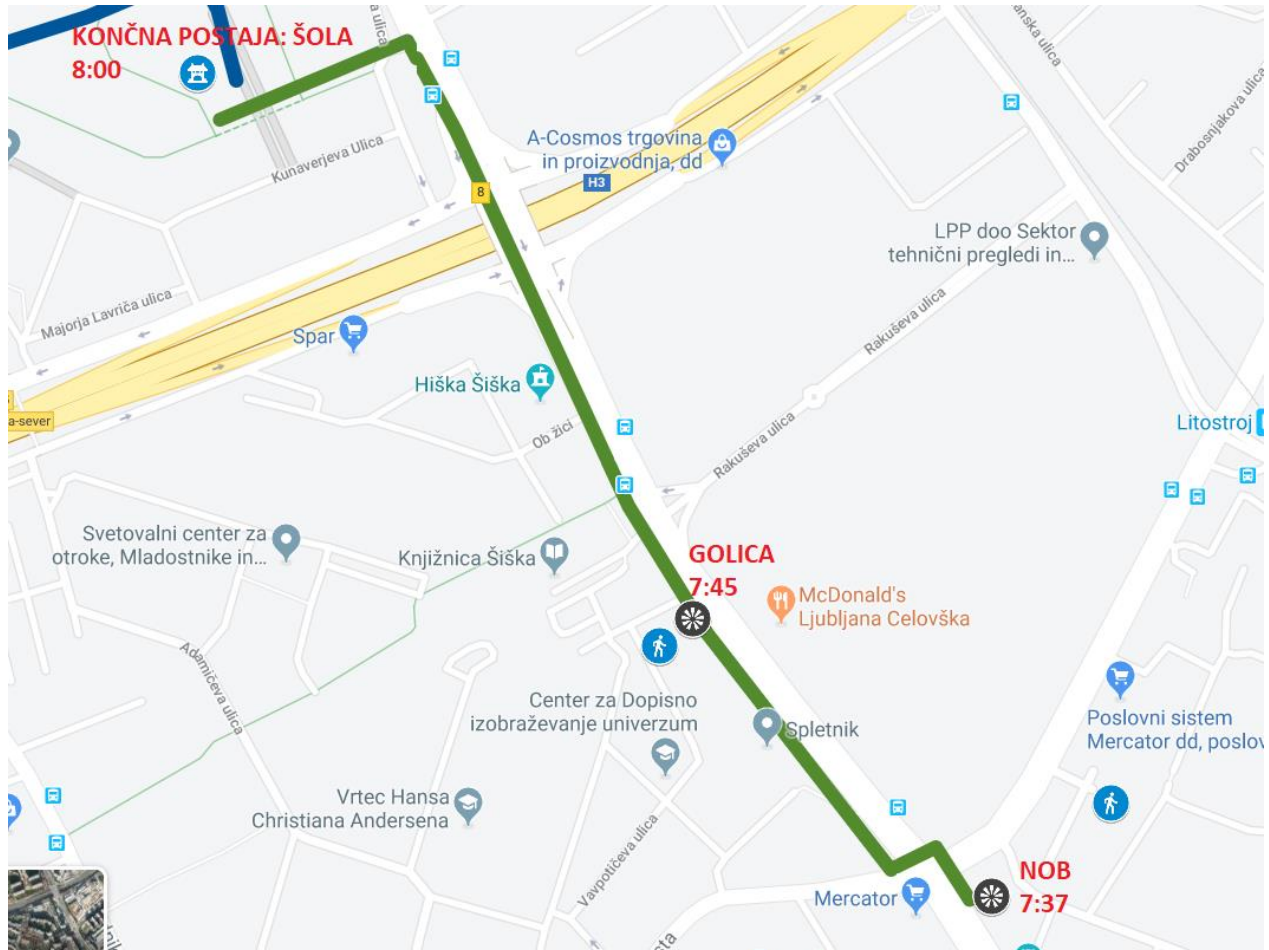 KONČNA POSTAJA: ŠOLA
8:00
ulica
Kunaverjeva Ulica
A-Cosmos trgovina
in proizvodnja, dd
H3
8
Drabosnjakova ulica
LPP doo Sektor
tehnični pregledi in...
Majorja Lavriča ulica
Spar
Rakuševa ulica
Hiška Šiška
a-sever
Ob žici
Rakuševa ulica
Litostroj
Svetovalni center za
otroke, Mladostnike in...
Knjižnica Šiška
GOLICA
7:45
McDonald's
Ljubljana Celovška
Adamičeva ulica
Center za Dopisno
izobraževanje univerzum
Spletnik
Poslovni sistem
Mercator dd, poslov
Vrtec Hansa
Christiana Andersena
Vavpotičeva ulica
Mercator
NOB
7:37